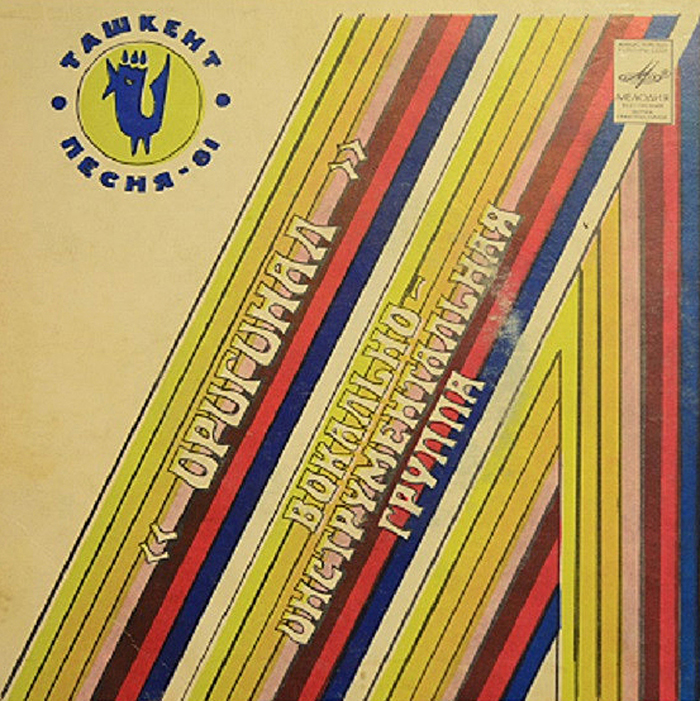 ТАШКЕНТ
ПЕСНЯ-81
МЕЛОДИЯ
« ОРИГИНАЛ »
ВОКАЛЬНО-
ИНСТРУМЕНТАЛЬНАЯ
ГРУППА